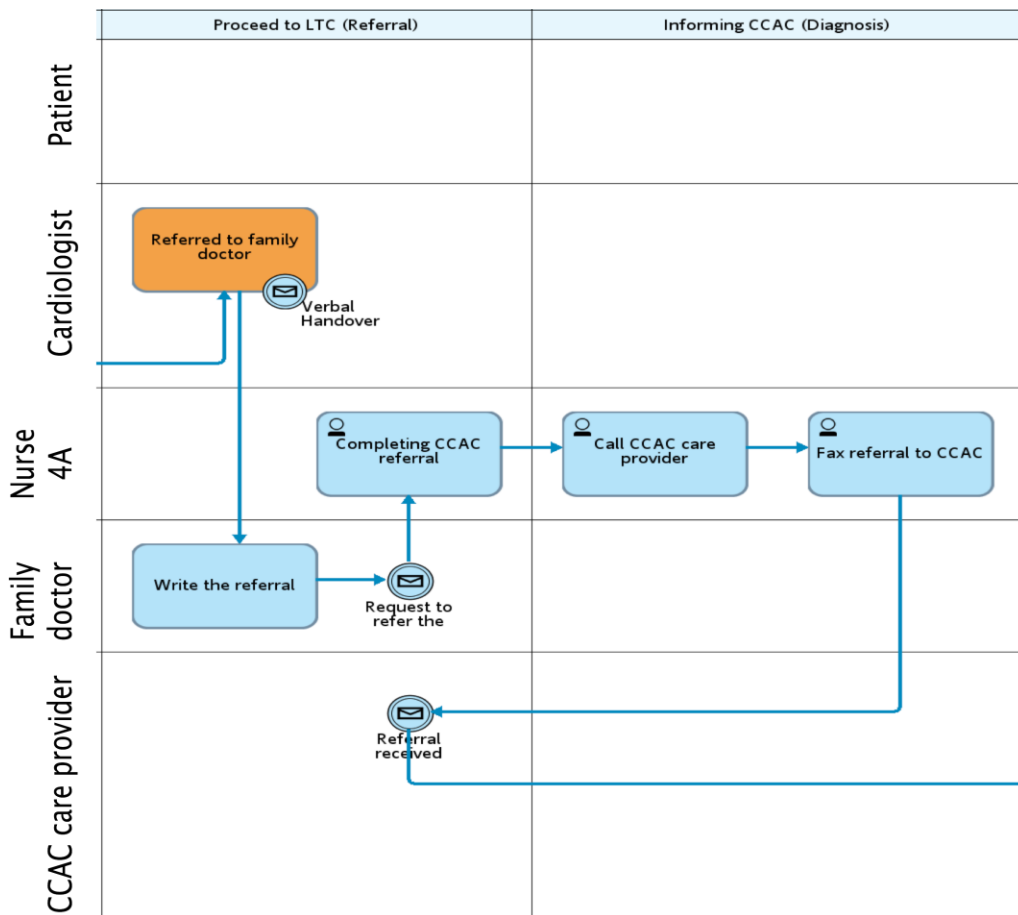 Proceed to LTC (Referral)
Informing CCAC (Diagnosis)
Patient
Cardiologist
Referred to family
doctor
Verbal
Handover
Nurse
4A
Completing CCAC
referral
Call CCAC care
provider
Fax referral to CCAC
Family
doctor
Write the referral
Request to
refer the
CCAC care provider
Referral
received